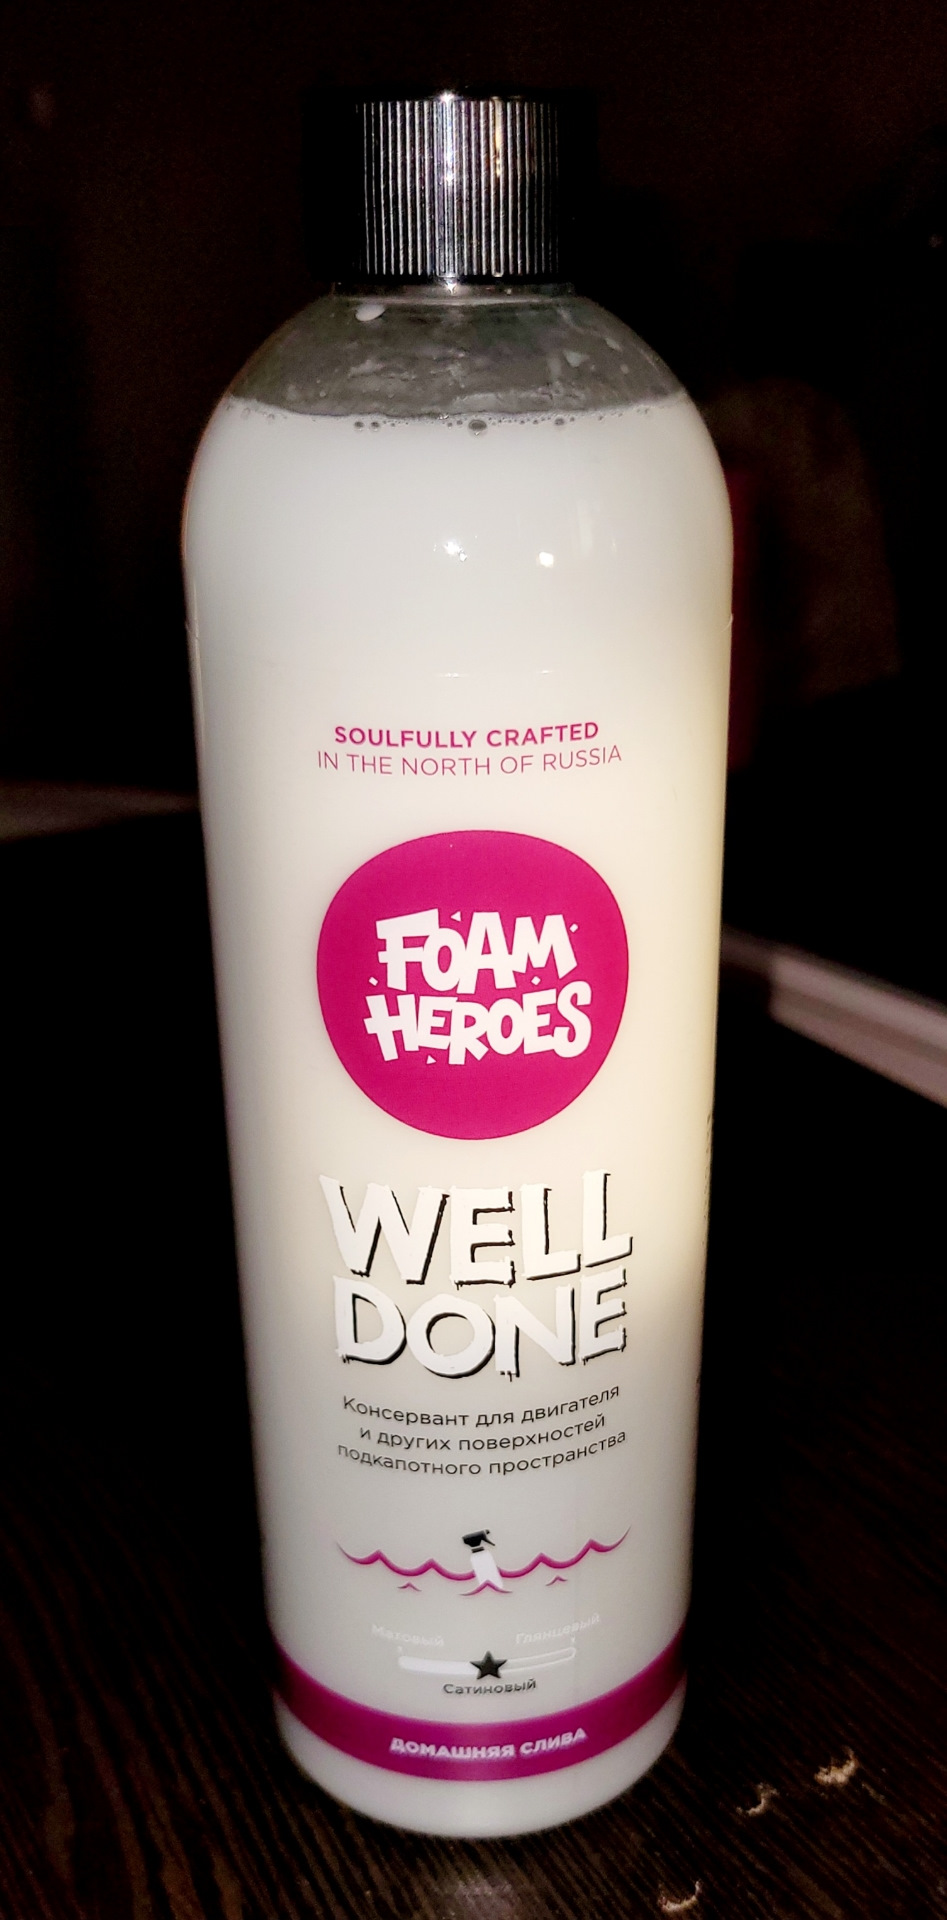 SOULFULLY CRAFTED
IN THE NORTH OF RUSSIA
FOAM
HEROES
WELL
DONE
Консервант для двигателя
и других поверхностей
подкапотного пространства
Матовый Глянцевый
Сатиновый
ДОМАШНЯЯ СЛИВА